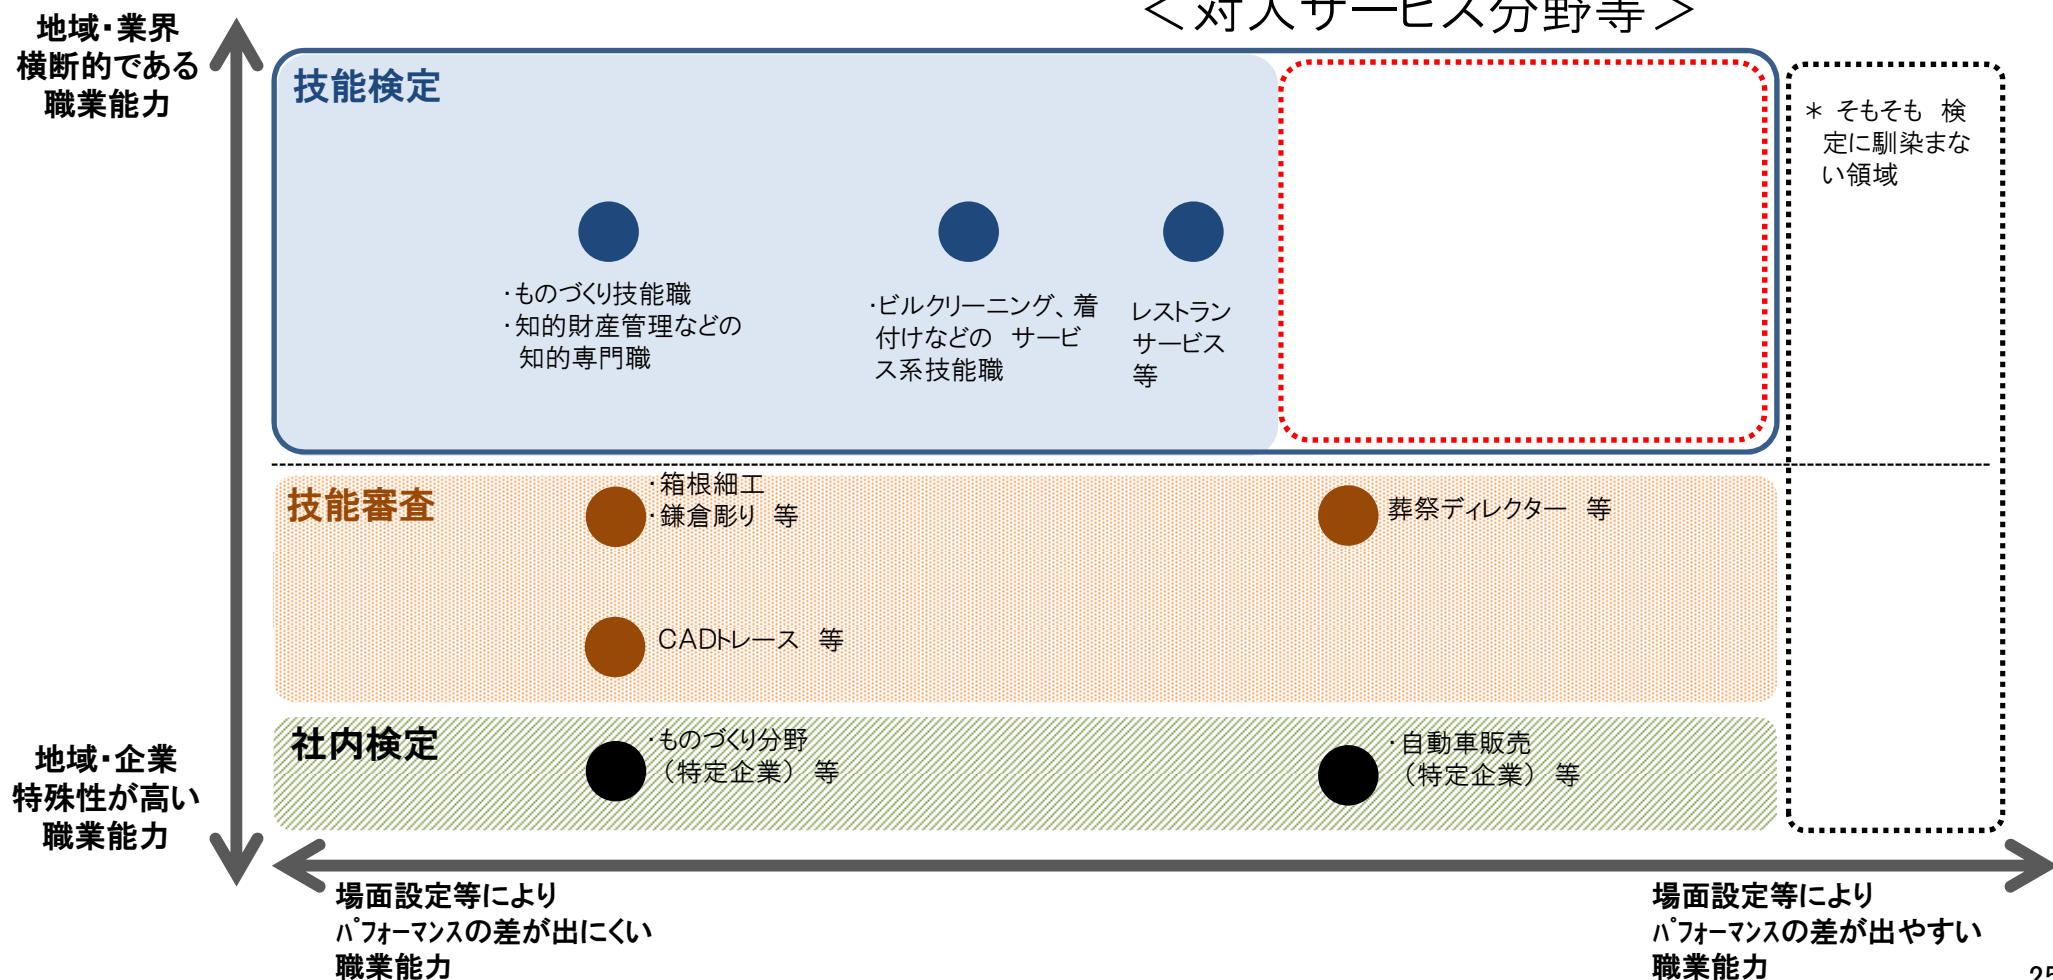 ＜対人サービス分野等＞
地域・業界
横断的である
職業能力
技能検定
＊ そもそも 検
定に馴染まな
い領域
・ものづくり技能職
・知的財産管理などの
知的専門職
・ビルクリーニング、着
付けなどの サービ
ス系技能職
レストラン
サービス
等
技能審査
・箱根細工
・鎌倉彫り 等
葬祭ディレクター 等
CADトレース 等
社内検定
・ものづくり分野
（特定企業） 等
・自動車販売
（特定企業） 等
地域・企業
特殊性が高い
職業能力
場面設定等により
ﾊﾟﾌｫｰﾏﾝｽの差が出にくい
職業能力
場面設定等により
ﾊﾟﾌｫｰﾏﾝｽの差が出やすい
職業能力
25